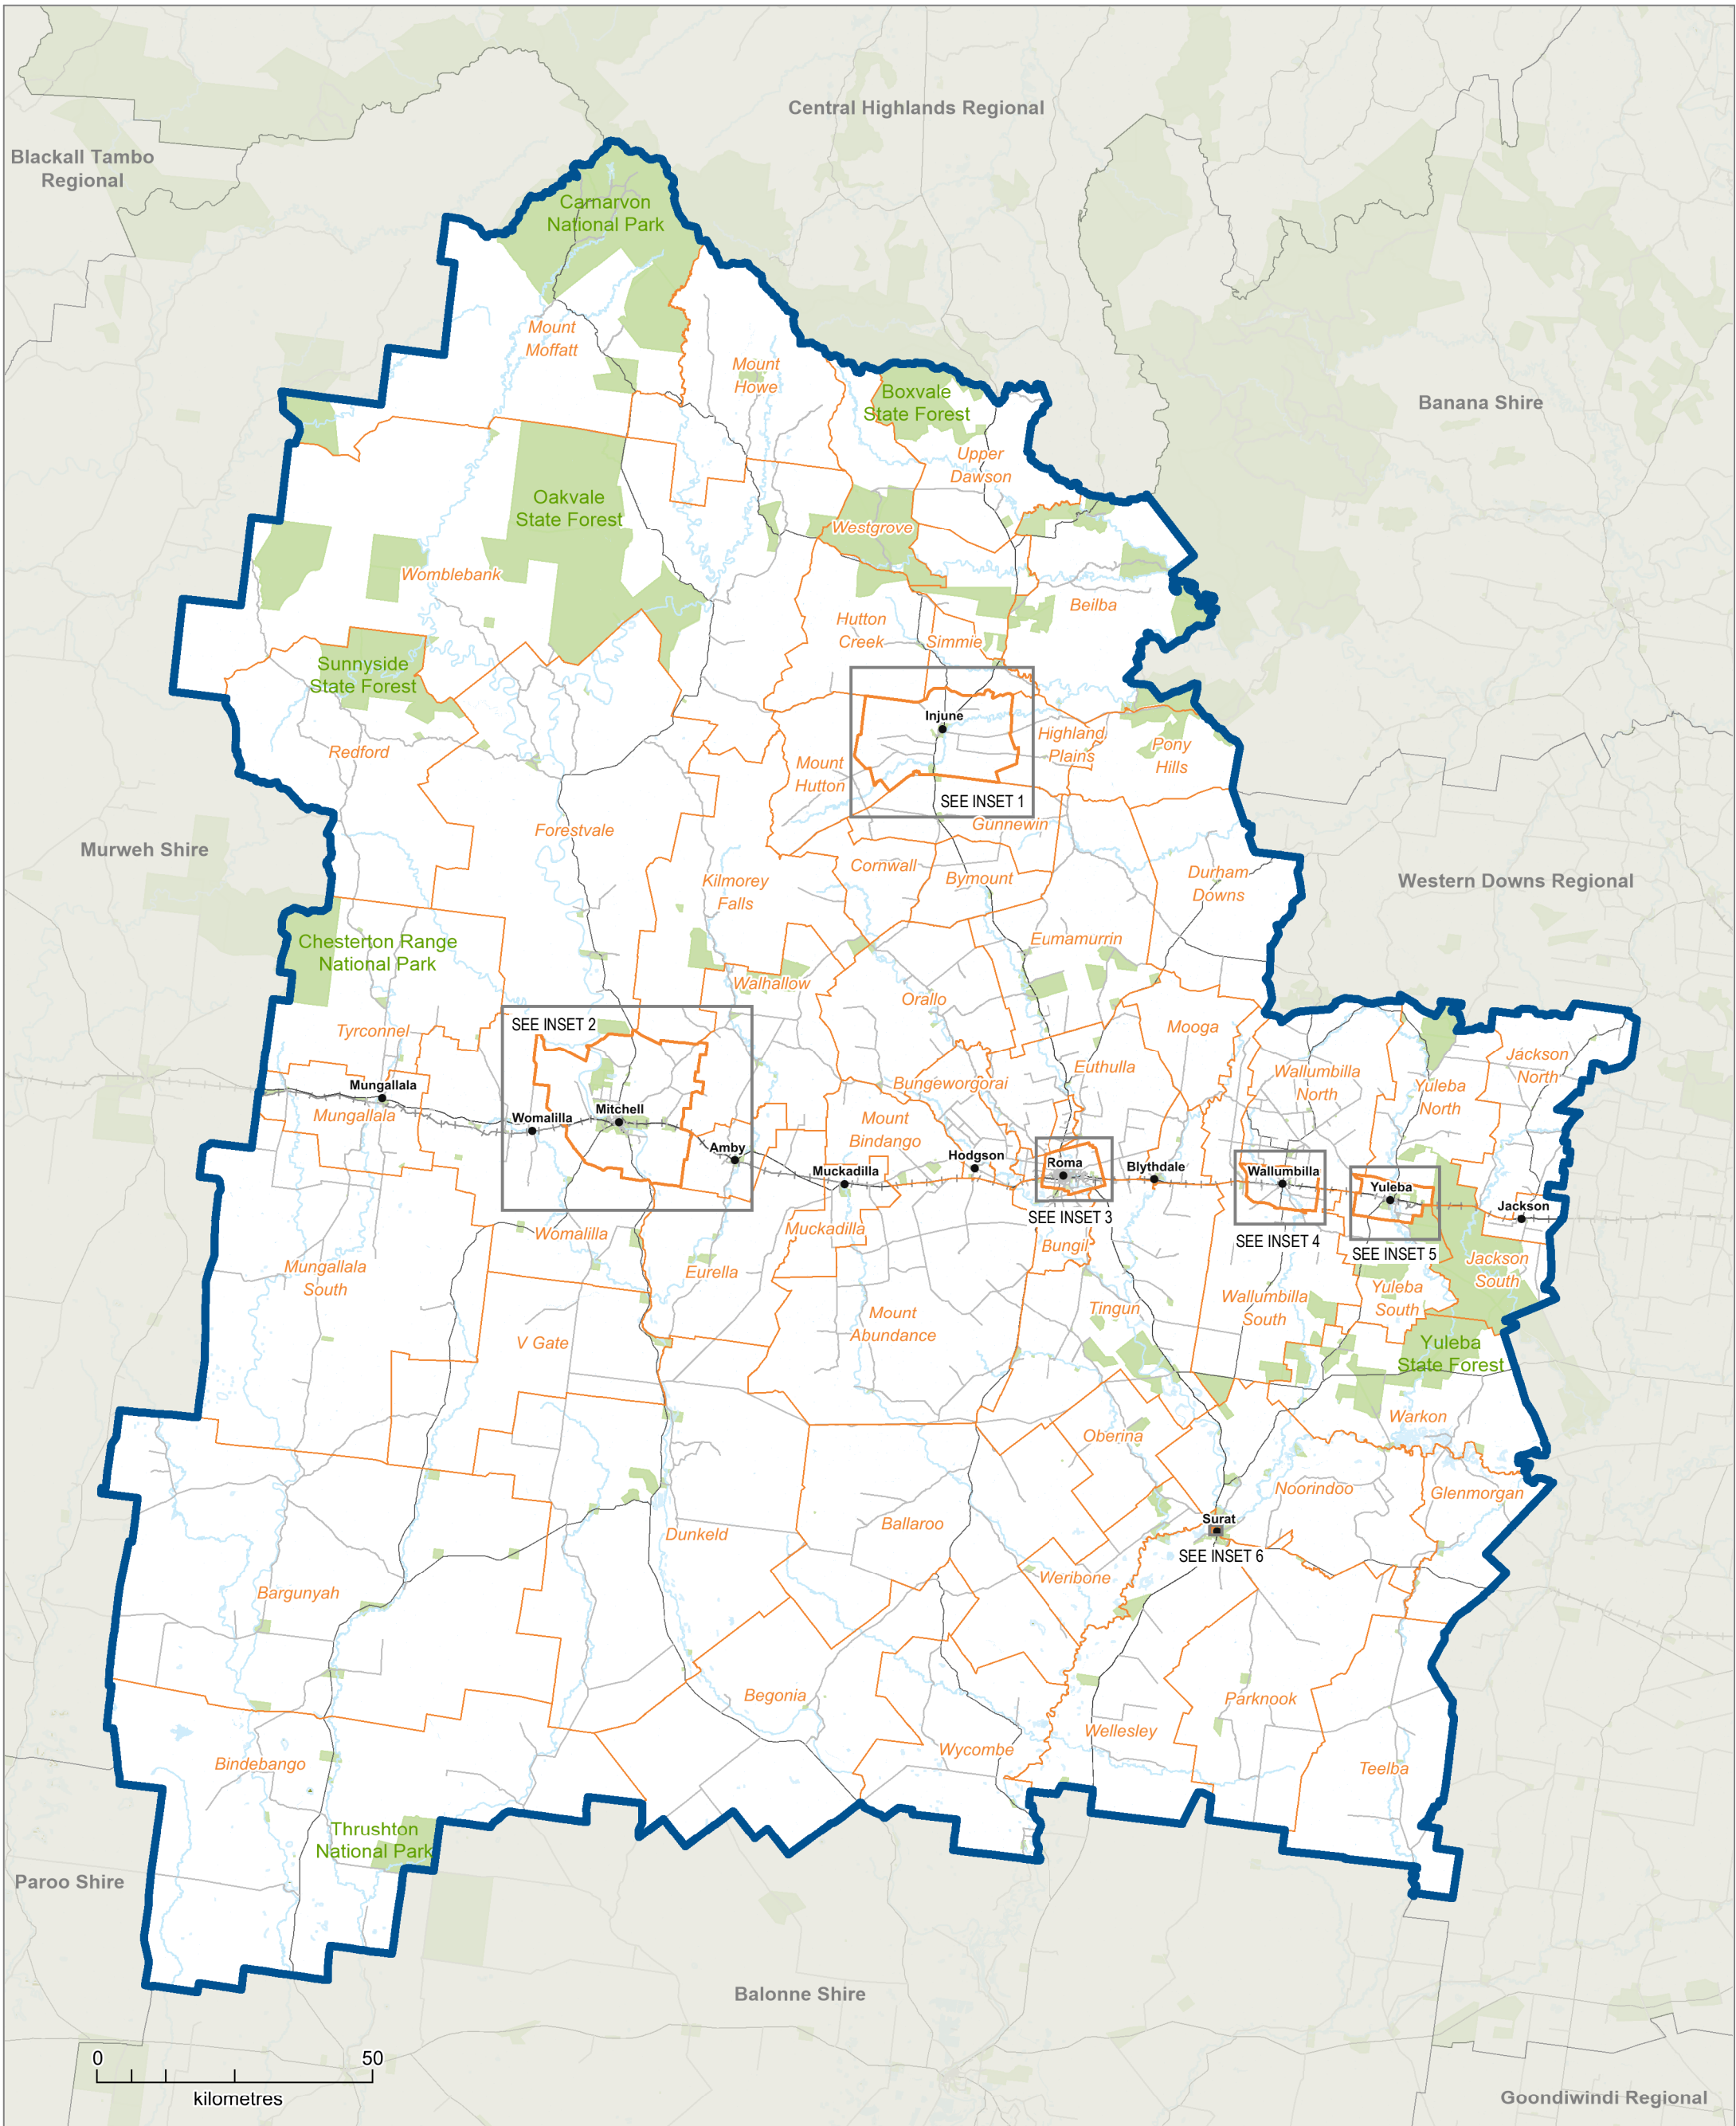 Central Highlands Regional
Blackall Tambo
Regional
Carnarvon
National Park
Mount
Moffatt
Mount
Howe
Boxvale
State Forest
Banana Shire
Upper
Dawson
Oakvale
State Forest
Westgrove
Womblebank
Beilba
Hutton
Creek
Simmie
Sunnyside
State Forest
Injune
Redford
Highland
Plains
Pony
Hills
Mount
Hutton
SEE INSET 1
Gunnewin
Forestvale
Murweh Shire
Cornwall
Bymount
Kilmorey
Falls
Durham
Downs
Western Downs Regional
Chesterton Range
National Park
Eumamurrin
Walhallow
Orallo
SEE INSET 2
Tyrconnel
Mooga
Jackson
North
Euthulla
Wallumbilla
North
Bungeworgorai
Yuleba
North
Mungallala
Mungallala
Womalilla
Mitchell
Mount
Bindango
Amby
Muckadilla
Hodgson
Roma
Blythdale
Wallumbilla
Yuleba
Jackson
SEE INSET 3
Muckadilla
Womalilla
Bungil
SEE INSET 4
SEE INSET 5
Mungallala
South
Eurella
Jackson
South
Yuleba
South
Wallumbilla
South
Tingun
Mount
Abundance
V Gate
Yuleba
State Forest
Warkon
Oberina
Noorindoo
Glenmorgan
Surat
Ballaroo
Dunkeld
SEE INSET 6
Weribone
Bargunyah
Begonia
Parknook
Wellesley
Wycombe
Bindebango
Teelba
Thrushton
National Park
Paroo Shire
Balonne Shire
0 50
kilometres
Goondiwindi Regional